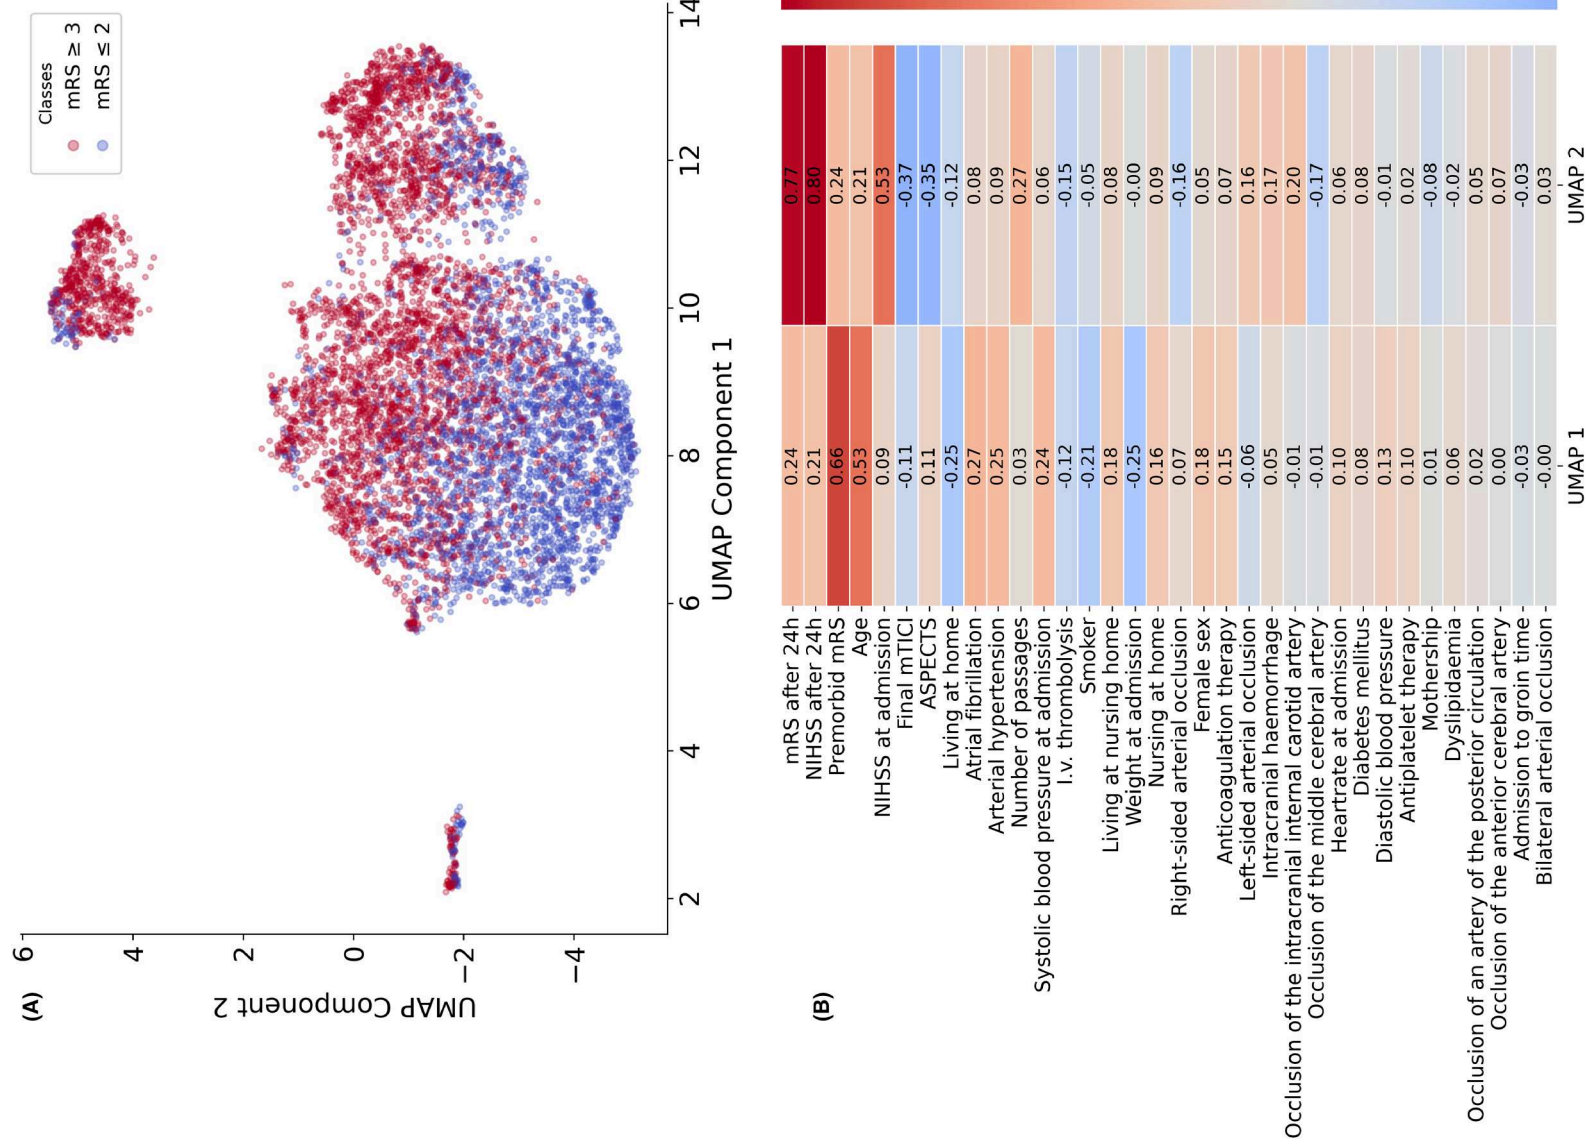 (A)
Classes
mRS ≥ 3
mRS ≤ 2
6
4
2
0
−2
−4
UMAP Component 2
2
4
6
8
10
12
14
UMAP Component 1
(B)
mRS after 24h 0.24 0.77
NIHSS after 24h 0.21 0.80
Premorbid mRS 0.66 0.24
Age 0.53 0.21
NIHSS at admission 0.09 0.53
Final mTICI -0.11 -0.37
ASPECTS 0.11 -0.35
Living at home -0.25 -0.12
Atrial fibrillation 0.27 0.08
Arterial hypertension 0.25 0.09
Number of passages 0.03 0.27
Systolic blood pressure at admission 0.24 0.06
I.v. thrombolysis -0.12 -0.15
Smoker -0.21 -0.05
Living at nursing home 0.18 0.08
Weight at admission -0.25 -0.00
Nursing at home 0.16 0.09
Right-sided arterial occlusion 0.07 -0.16
Female sex 0.18 0.05
Anticoagulation therapy 0.15 0.07
Left-sided arterial occlusion -0.06 0.16
Intracranial haemorrhage 0.05 0.17
Occlusion of the intracranial internal carotid artery -0.01 0.20
Occlusion of the middle cerebral artery -0.01 -0.17
Heartrate at admission 0.10 0.06
Diabetes mellitus 0.08 0.08
Diastolic blood pressure 0.13 -0.01
Antiplatelet therapy 0.10 0.02
Mothership 0.01 -0.08
Dyslipidaemia 0.06 -0.02
Occlusion of an artery of the posterior circulation 0.02 0.05
Occlusion of the anterior cerebral artery 0.00 0.07
Admission to groin time -0.03 -0.03
Bilateral arterial occlusion -0.00 0.03
UMAP 1 UMAP 2